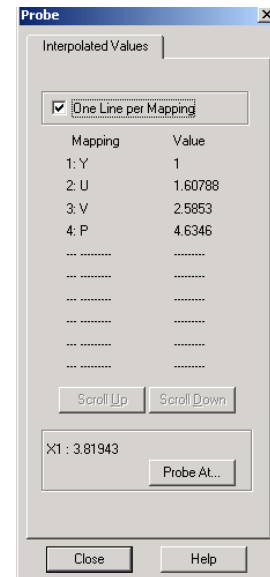 Probe X
Interpolated Values
One Line per Mapping
Mapping Value
1: Y 1
2: U 1.60788
3: V 2.5853
4: P 4.6346
--- --------- ---------
--- --------- ---------
--- --------- ---------
--- --------- ---------
--- --------- ---------
--- --------- ---------
Scroll Up Scroll Down
X1 : 3.81943
Probe At...
Close Help